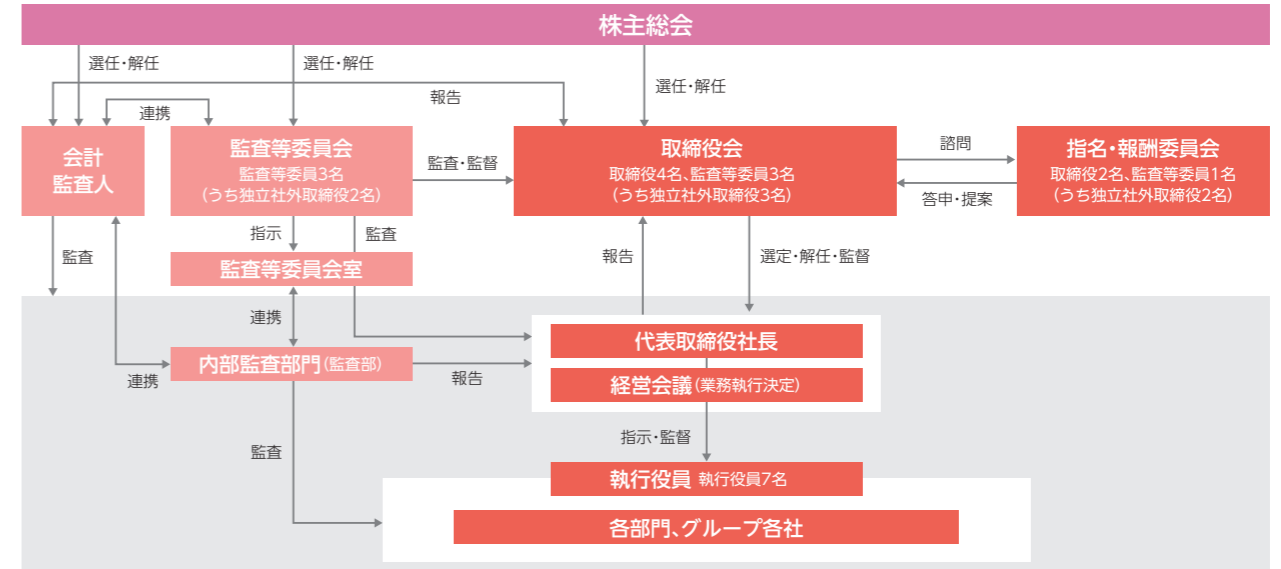 株主総会
選任・解任
選任・解任
選任・解任
報告
連携
会計
監査人
監査等委員会
監査等委員3名
(うち独立社外取締役2名)
監査・監督
取締役会
取締役4名、監査等委員3名
(うち独立社外取締役3名)
諮問
答申・提案
指名・報酬委員会
取締役2名、監査等委員1名
(うち独立社外取締役2名)
監査
指示
監査
報告
選定・解任・監督
監査等委員会室
連携
代表取締役社長
内部監査部門(監査部)
連携
報告
経営会議(業務執行決定)
指示・監督
監査
執行役員 執行役員7名
各部門、グループ各社